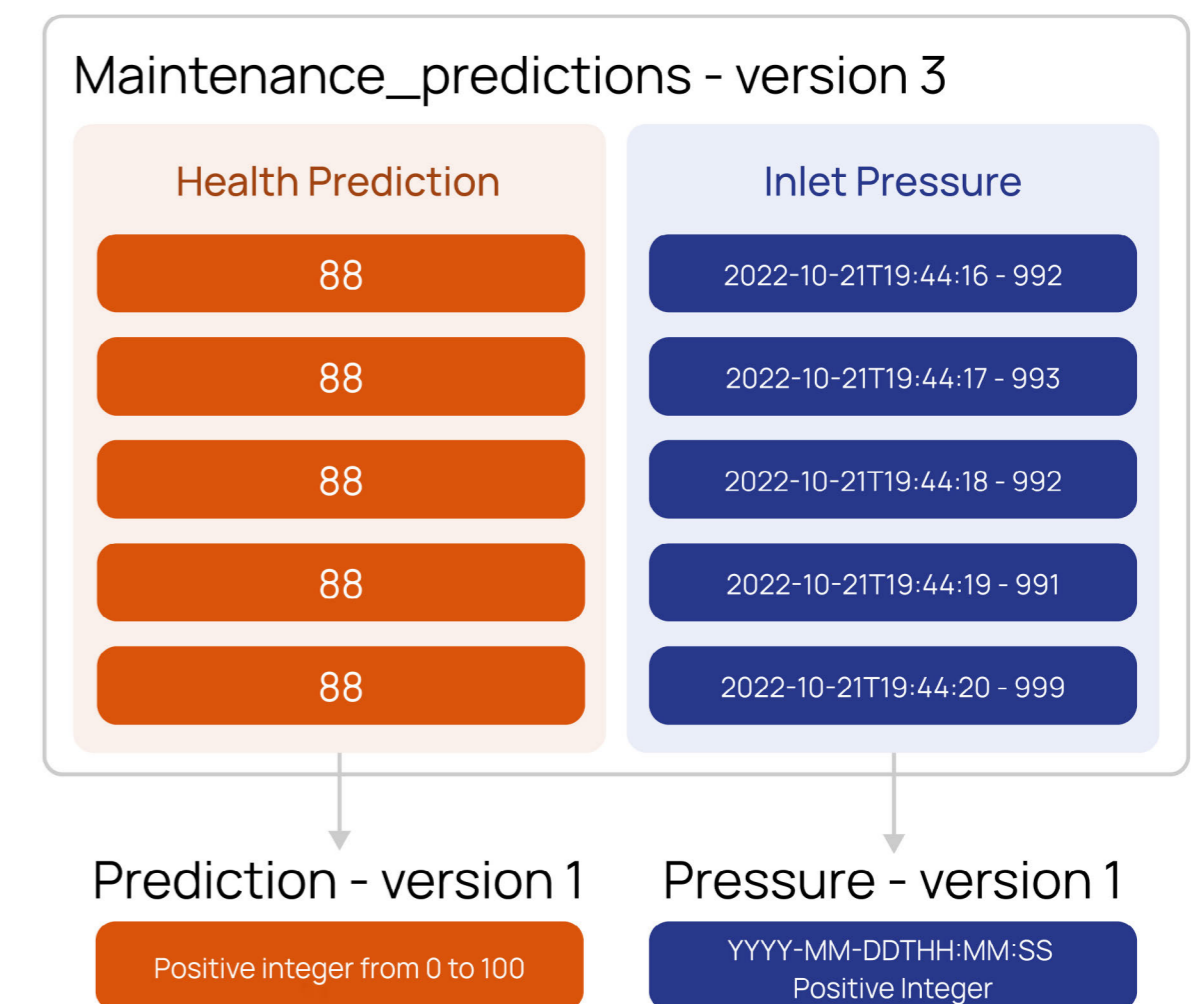 Maintenance_predictions - version 3
Health Prediction
88
88
88
88
88
Inlet Pressure
2022-10-21T19:44:16 - 992
2022-10-21T19:44:17 - 993
2022-10-21T19:44:18 - 992
2022-10-21T19:44:19 - 991
2022-10-21T19:44:20 - 999
Prediction - version 1
Positive integer from 0 to 100
Pressure - version 1
YYYY-MM-DDTHH:MM:SS
Positive Integer